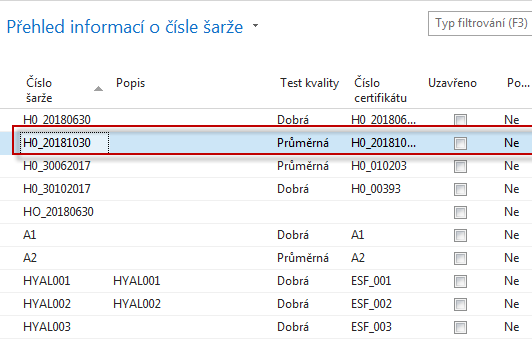 Přehled informací o čísle šarže
Typ filtrování (F3)
Číslo šarže Popis Test kvality Číslo certifikátu Uzavřeno Po...
H0_20180630 Dobrá H0_201806... Ne
H0_20181030 Průměrná H0_201810... Ne
H0_30062017 Průměrná H0_010203 Ne
H0_30102017 Dobrá H0_00393 Ne
HO_20180630 Ne
A1 Dobrá A1 Ne
A2 Průměrná A2 Ne
HYAL001 HYAL001 Dobrá ESF_001 Ne
HYAL002 HYAL002 Dobrá ESF_002 Ne
HYAL003 Dobrá ESF_003 Ne